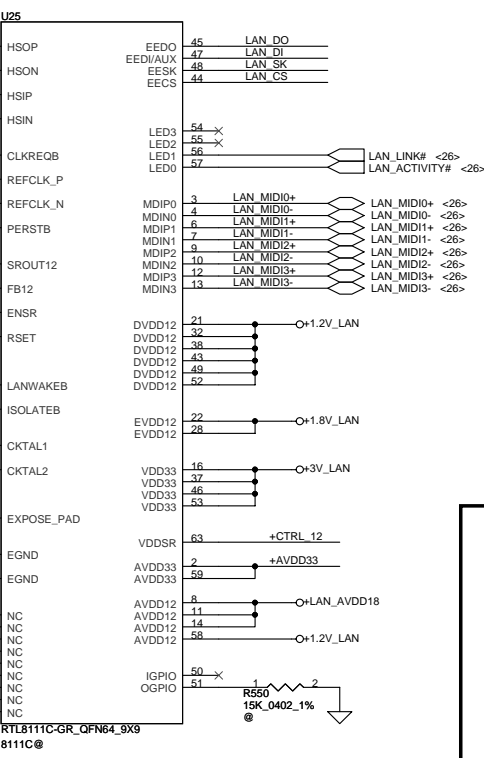 U25
HSOP EEDO 45 LAN_DO
EEDI/AUX 47 LAN_DI
HSON EESK 48 LAN_SK
EECS 44 LAN_CS
HSIP
HSIN
LED3 54
LED2 55
CLKREQB LED1 56 LAN_LINK# <26>
LED0 57 LAN_ACTIVITY# <26>
REFCLK_P
REFCLK_N MDIP0 3 LAN_MIDI0+ LAN_MIDI0+ <26>
MDIN0 4 LAN_MIDI0- LAN_MIDI0- <26>
PERSTB MDIP1 6 LAN_MIDI1+ LAN_MIDI1+ <26>
MDIN1 7 LAN_MIDI1- LAN_MIDI1- <26>
MDIP2 9 LAN_MIDI2+ LAN_MIDI2+ <26>
SROUT12 MDIN2 10 LAN_MIDI2- LAN_MIDI2- <26>
MDIP3 12 LAN_MIDI3+ LAN_MIDI3+ <26>
FB12 MDIN3 13 LAN_MIDI3- LAN_MIDI3- <26>
ENSR
DVDD12 21 +1.2V_LAN
RSET DVDD12 32
DVDD12 38
DVDD12 43
DVDD12 49
LANWAKEB DVDD12 52
ISOLATEB
EVDD12 22 +1.8V_LAN
EVDD12 28
CKTAL1
CKTAL2 VDD33 16 +3V_LAN
VDD33 37
VDD33 46
VDD33 53
EXPOSE_PAD
VDDSR 63 +CTRL_12
EGND
AVDD33 2 +AVDD33
EGND AVDD33 59
AVDD12 8 +LAN_AVDD18
NC AVDD12 11
NC AVDD12 14
NC AVDD12 58 +1.2V_LAN
NC
NC
NC IGPIO 50
NC OGPIO 51 1 2
NC R550
NC 15K_0402_1%
@
RTL8111C-GR_QFN64_9X9
8111C@